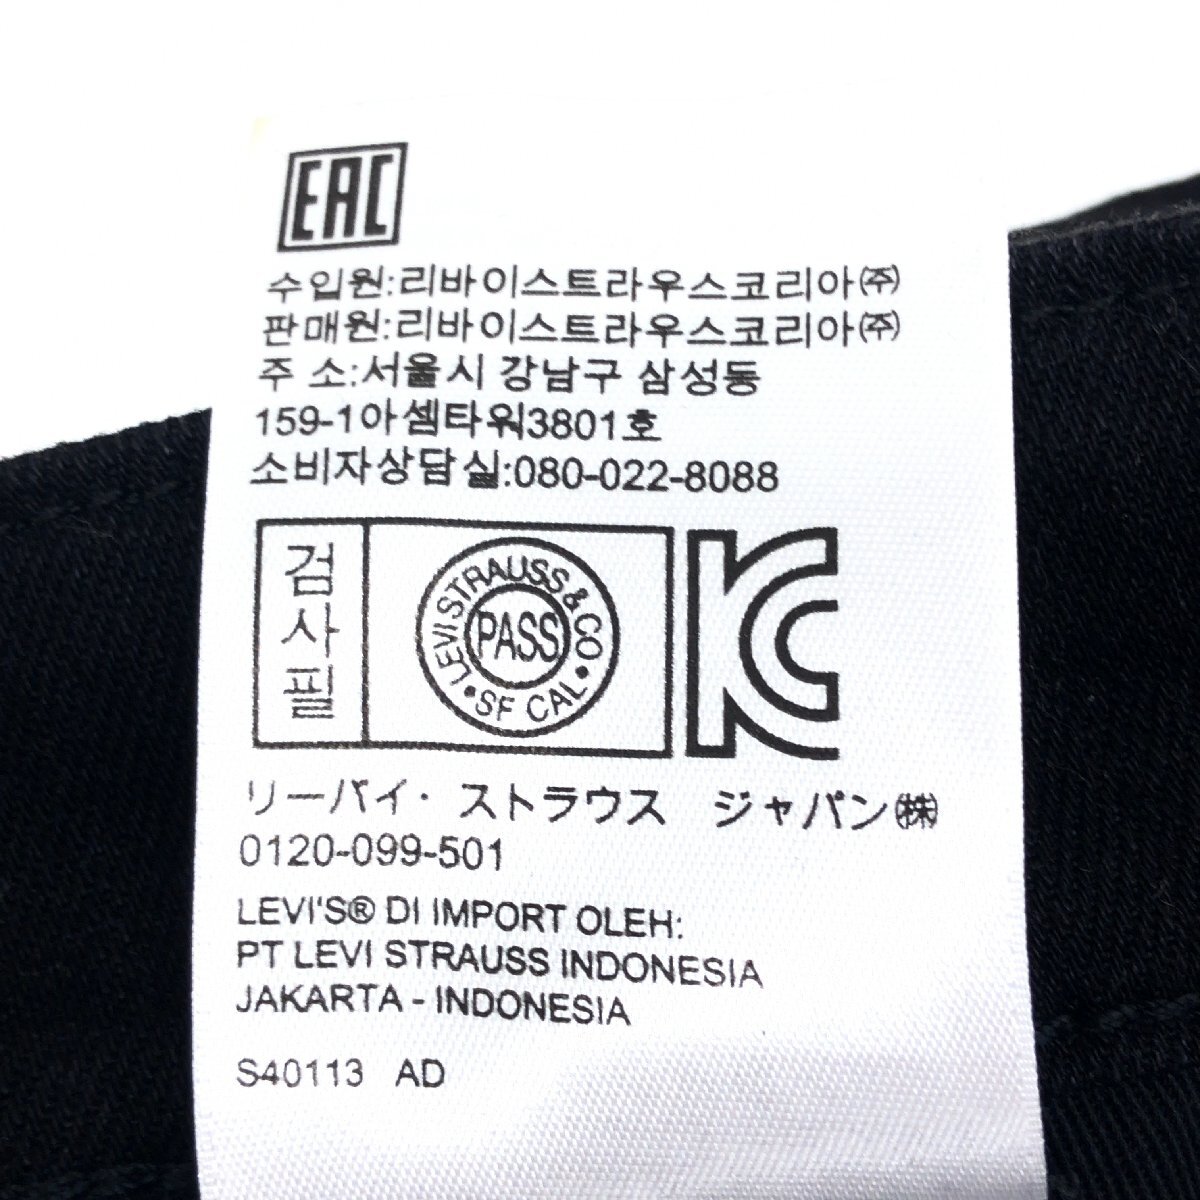 EAC
수입원:리바이스트라우스코리아㈜
판매원:리바이스트라우스코리아㈜
주 소:서울시 강남구 삼성동
159-1아셈타워3801호
소비자상담실:080-022-8088
검사필
LEVI STRAUSS & CO
PASS
SF CAL
KC
リーバイ・ストラウス ジャパン㈱
0120-099-501
LEVI'S® DI IMPORT OLEH:
PT LEVI STRAUSS INDONESIA
JAKARTA - INDONESIA
S40113 AD